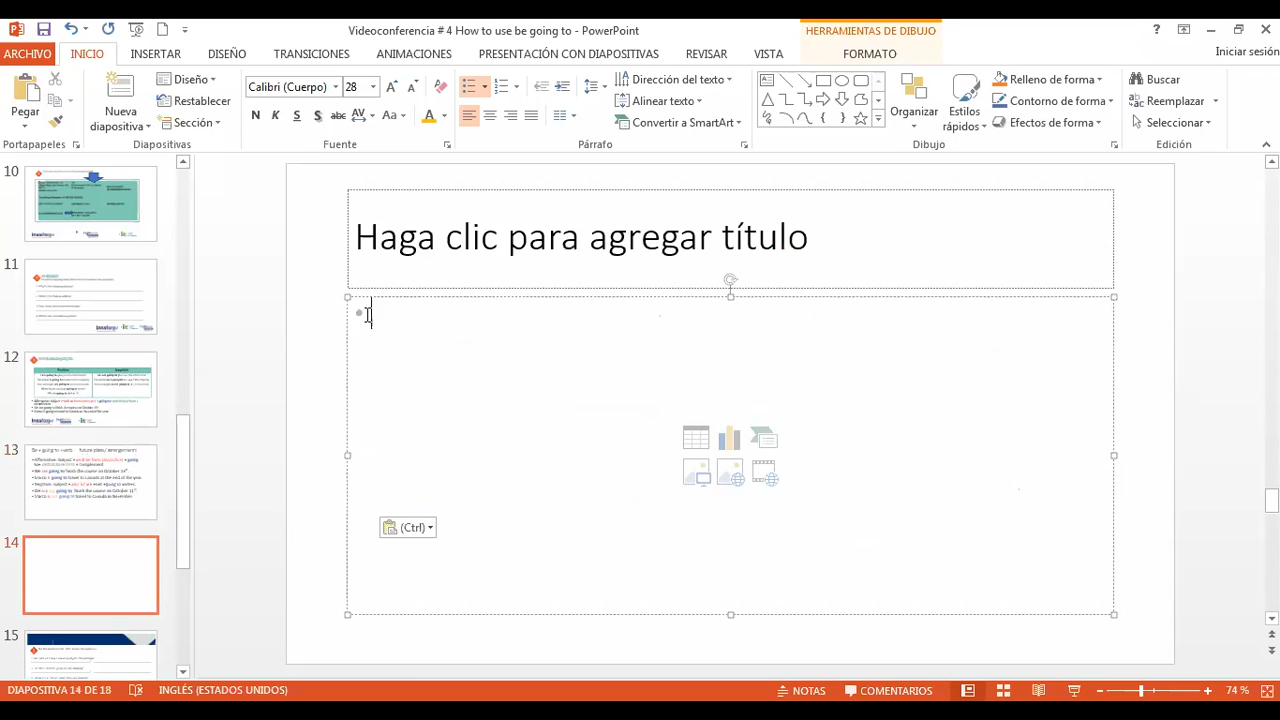 Videoconferencia # 4 How to use be going to - PowerPoint
HERRAMIENTAS DE DIBUJO
ARCHIVO
INICIO
INSERTAR
DISEÑO
TRANSICIONES
ANIMACIONES
PRESENTACIÓN CON DIAPOSITIVAS
REVISAR
VISTA
FORMATO
Iniciar sesión
Pegar
Nueva
diapositiva
Diseño
Restablecer
Sección
Calibri (Cuerpo)
28
N K S S abc AV Aa A
Dirección del texto
Alinear texto
Convertir a SmartArt
Organizar
Estilos
rápidos
Relleno de forma
Contorno de forma
Efectos de forma
Buscar
Reemplazar
Seleccionar
Portapapeles
Diapositivas
Fuente
Párrafo
Dibujo
Edición
10
11
12
13
14
15
Haga clic para agregar título
(Ctrl)
DIAPOSITIVA 14 DE 18
INGLÉS (ESTADOS UNIDOS)
NOTAS
COMENTARIOS
74 %